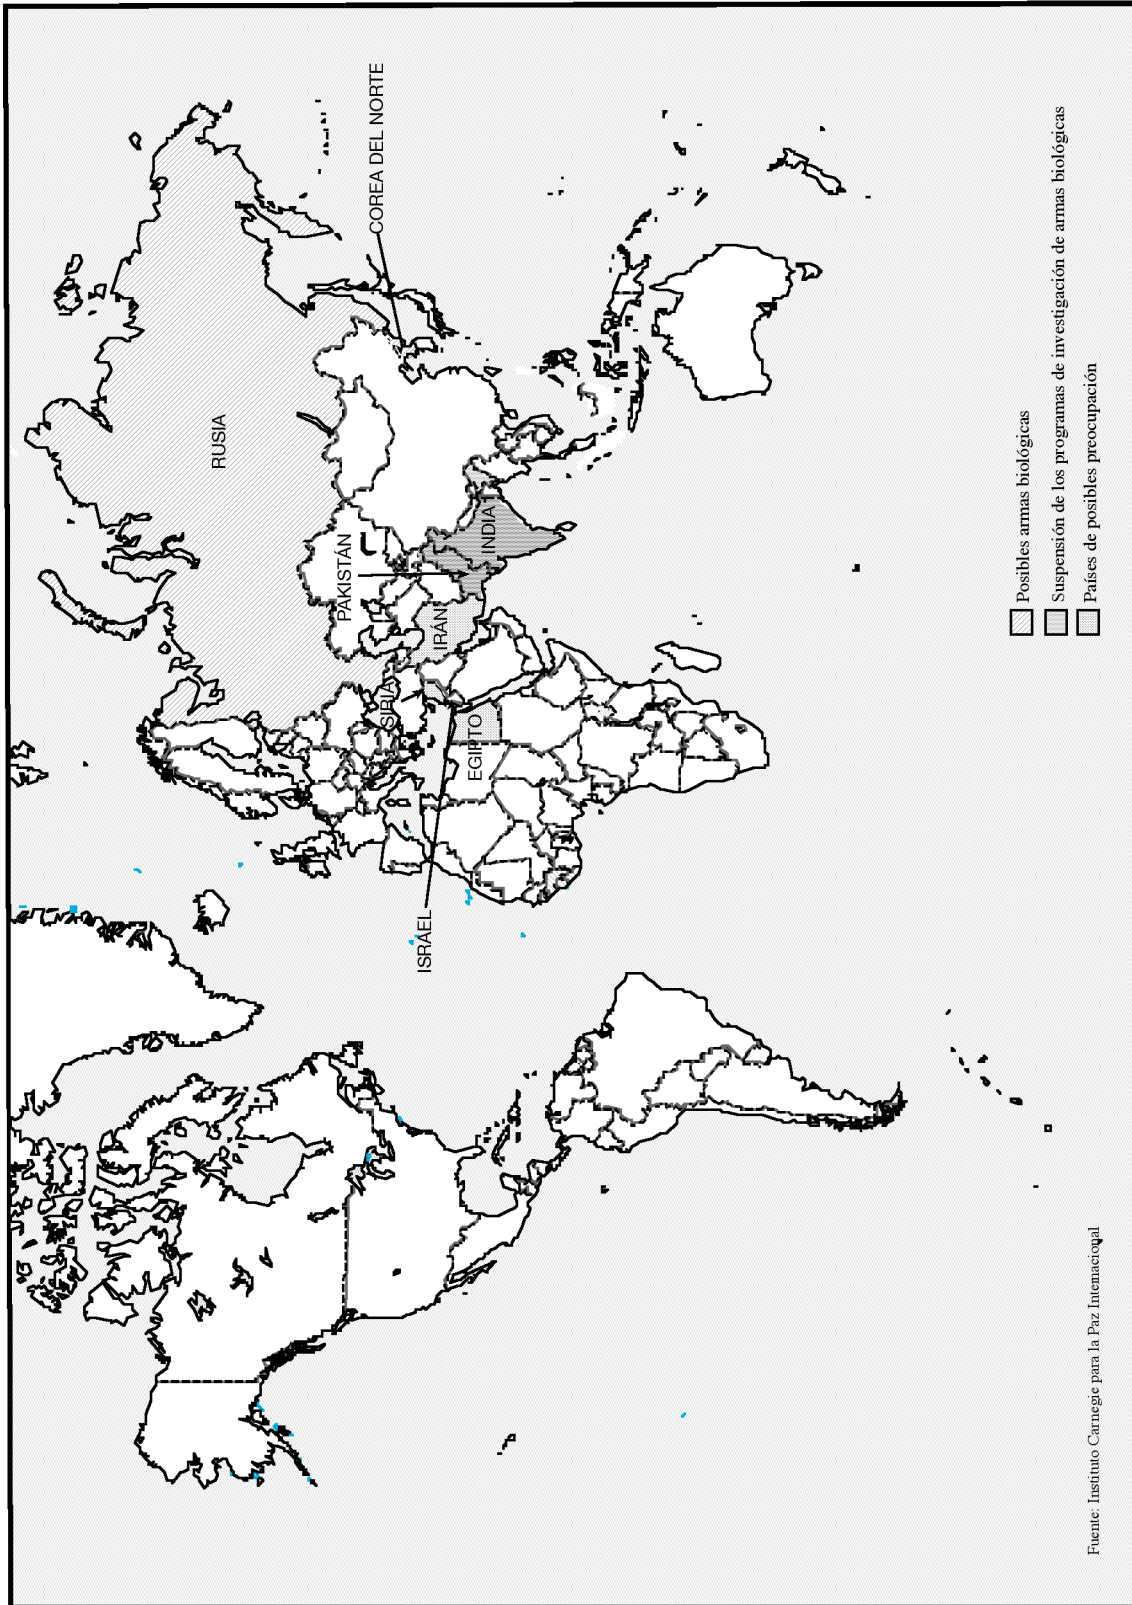 RUSIA
COREA DEL NORTE
PAKISTÁN
INDIA
IRÁN
SIRIA
EGIPTO
ISRAEL
Posibles armas biológicas
Suspensión de los programas de investigación de armas biológicas
Países de posibles preocupación
Fuente: Instituto Carnegie para la Paz Internacional